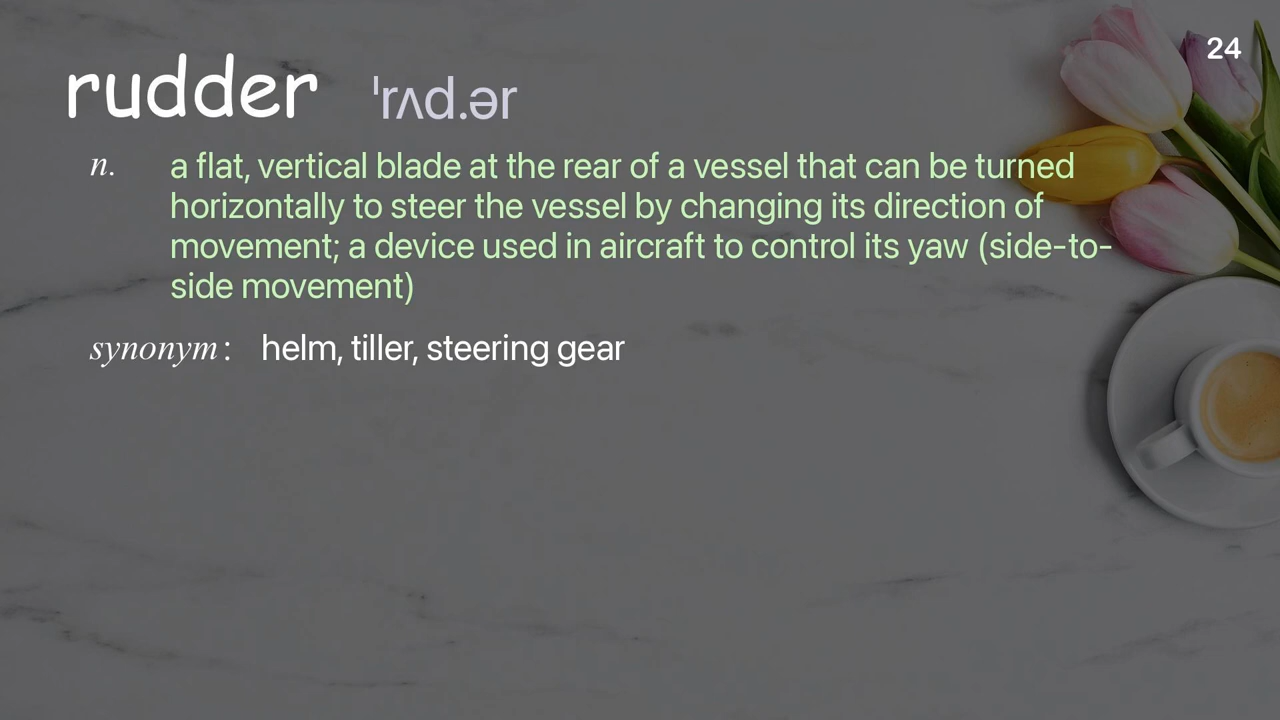 24
rudder ˈrʌd.ər
n. a flat, vertical blade at the rear of a vessel that can be turned
horizontally to steer the vessel by changing its direction of
movement; a device used in aircraft to control its yaw (side-to-
side movement)
synonym: helm, tiller, steering gear